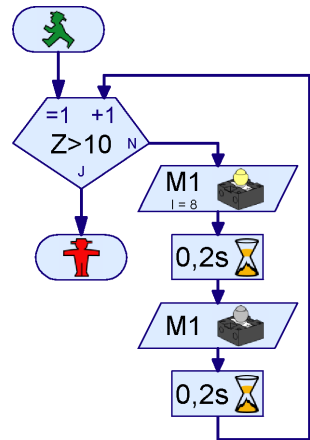 =1 +1
Z>10
N
J
M1
I = 8
0,2s
M1
0,2s